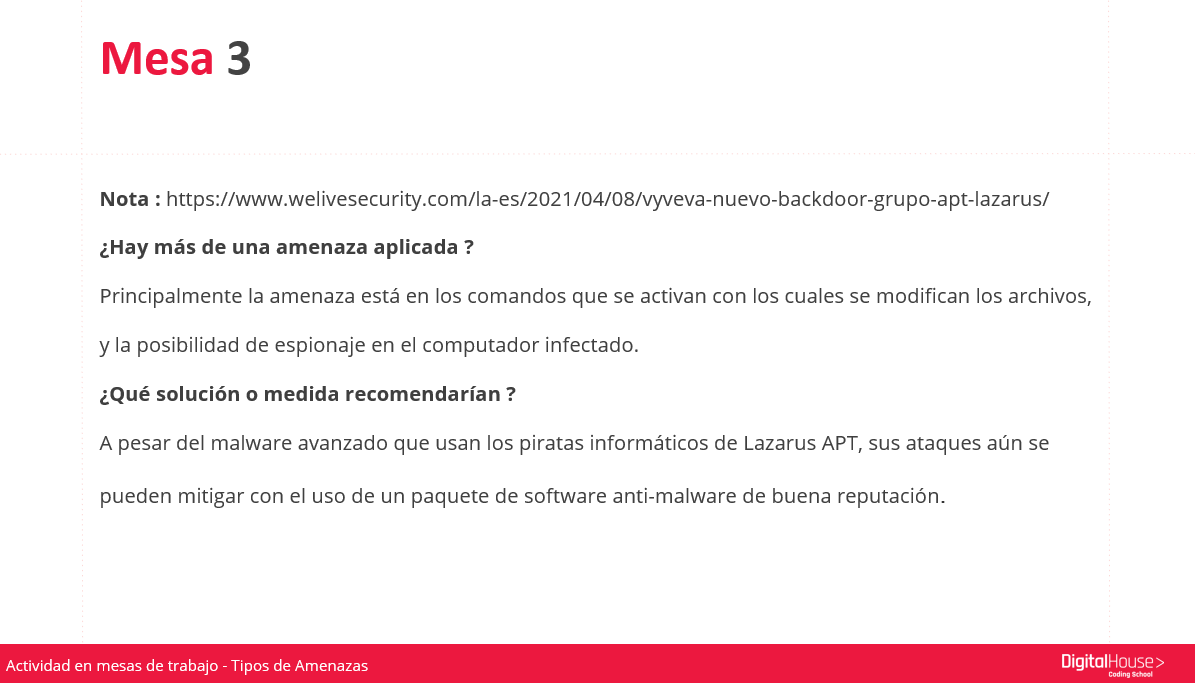 Mesa 3
Nota : https://www.welivesecurity.com/la-es/2021/04/08/vyveva-nuevo-backdoor-grupo-apt-lazarus/
¿Hay más de una amenaza aplicada ?
Principalmente la amenaza está en los comandos que se activan con los cuales se modifican los archivos,
y la posibilidad de espionaje en el computador infectado.
¿Qué solución o medida recomendarían ?
A pesar del malware avanzado que usan los piratas informáticos de Lazarus APT, sus ataques aún se
pueden mitigar con el uso de un paquete de software anti-malware de buena reputación.
Actividad en mesas de trabajo - Tipos de Amenazas
DigitalHouse>
Coding School